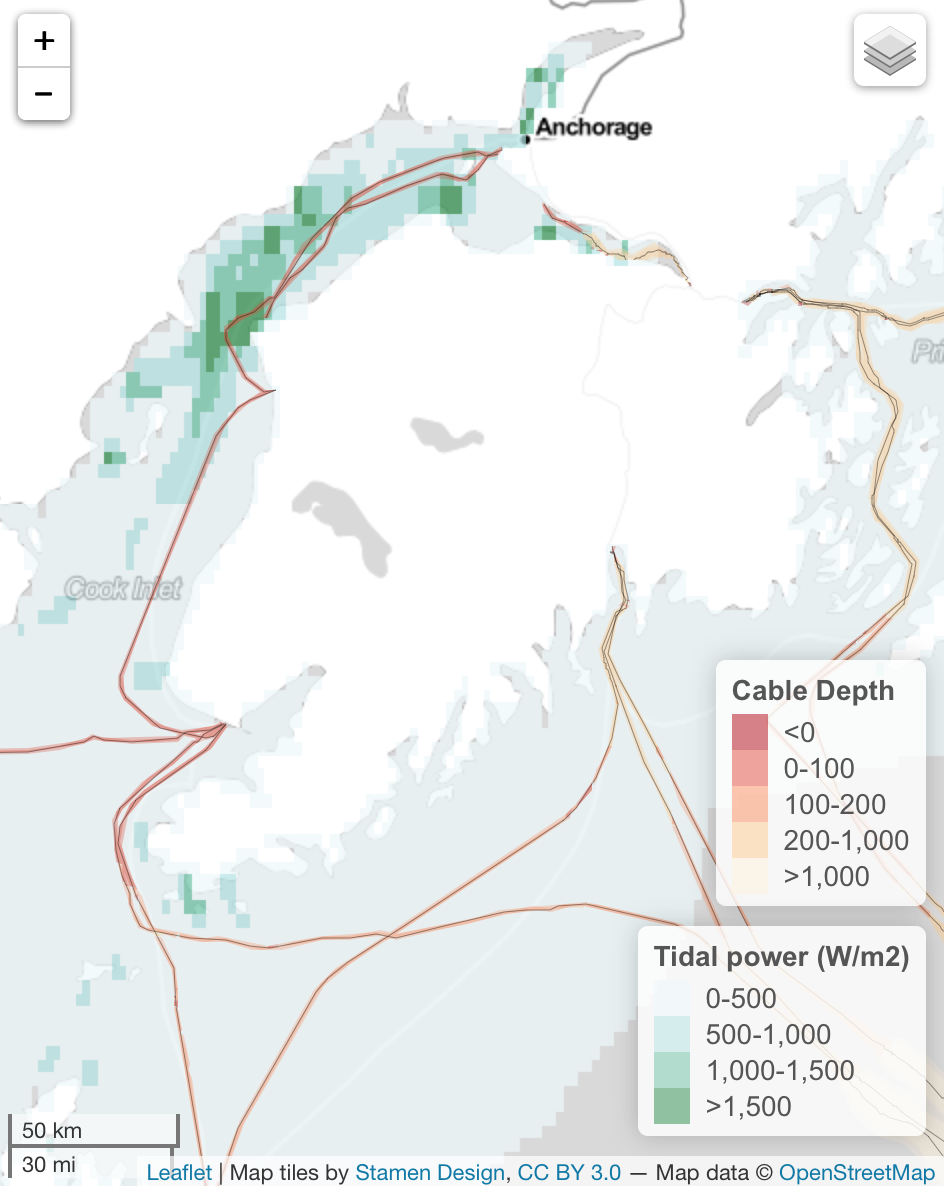 +
−
Anchorage
Cook Inlet
Cable Depth
<0
0-100
100-200
200-1,000
>1,000
Tidal power (W/m2)
0-500
500-1,000
1,000-1,500
>1,500
50 km
30 mi
Leaflet | Map tiles by Stamen Design, CC BY 3.0 — Map data © OpenStreetMap